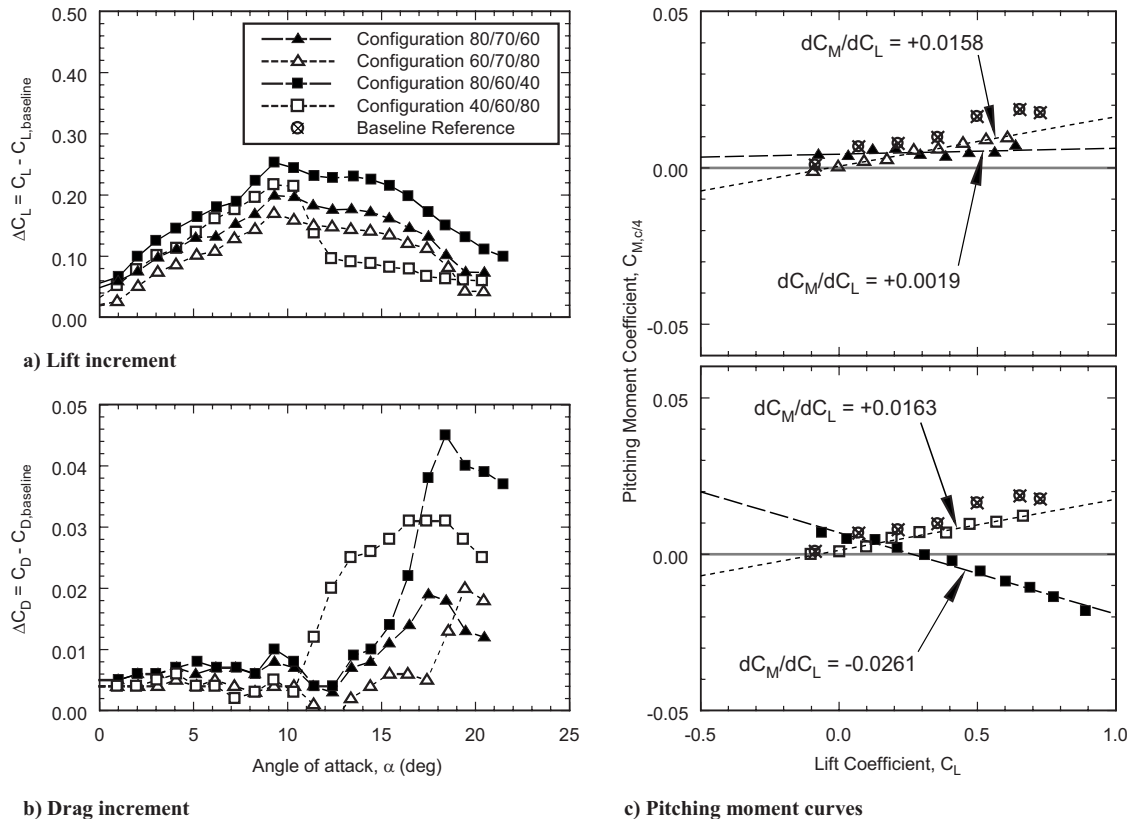 ΔC_L = C_L - C_L,baseline
0.50
0.40
0.30
0.20
0.10
0.00
Configuration 80/70/60
Configuration 60/70/80
Configuration 80/60/40
Configuration 40/60/80
Baseline Reference
a) Lift increment
ΔC_D = C_D - C_D,baseline
0.05
0.04
0.03
0.02
0.01
0.00
0 5 10 15 20 25
Angle of attack, α (deg)
b) Drag increment
Pitching Moment Coefficient, C_M,c/4
0.05
0.00
-0.05
dC_M/dC_L = +0.0158
dC_M/dC_L = +0.0019
0.05
0.00
-0.05
dC_M/dC_L = +0.0163
dC_M/dC_L = -0.0261
-0.5 0.0 0.5 1.0
Lift Coefficient, C_L
c) Pitching moment curves